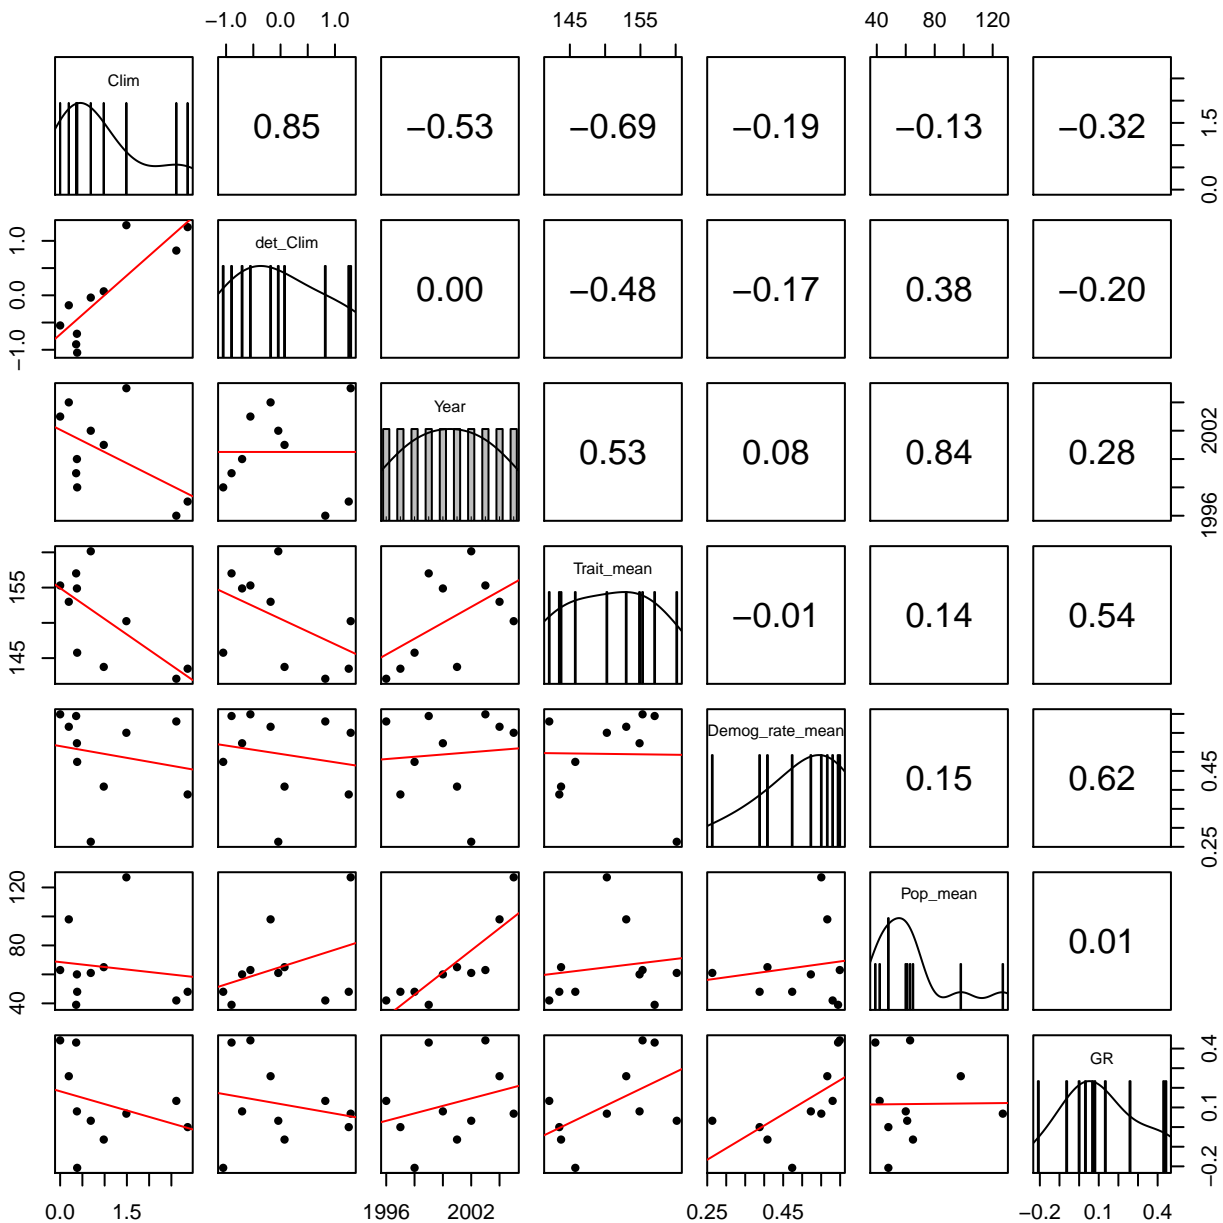 −1.0 0.0 1.0 145 155 40 80 120
Clim 0.85 −0.53 −0.69 −0.19 −0.13 −0.32 0.0 1.5
−1.0 0.0 1.0 det_Clim 0.00 −0.48 −0.17 0.38 −0.20
Year 0.53 0.08 0.84 0.28 1996 2002
145 155 Trait_mean −0.01 0.14 0.54
Demog_rate_mean 0.15 0.62 0.25 0.45
40 80 120 Pop_mean 0.01
GR −0.2 0.1 0.4
0.0 1.5 1996 2002 0.25 0.45 −0.2 0.1 0.4